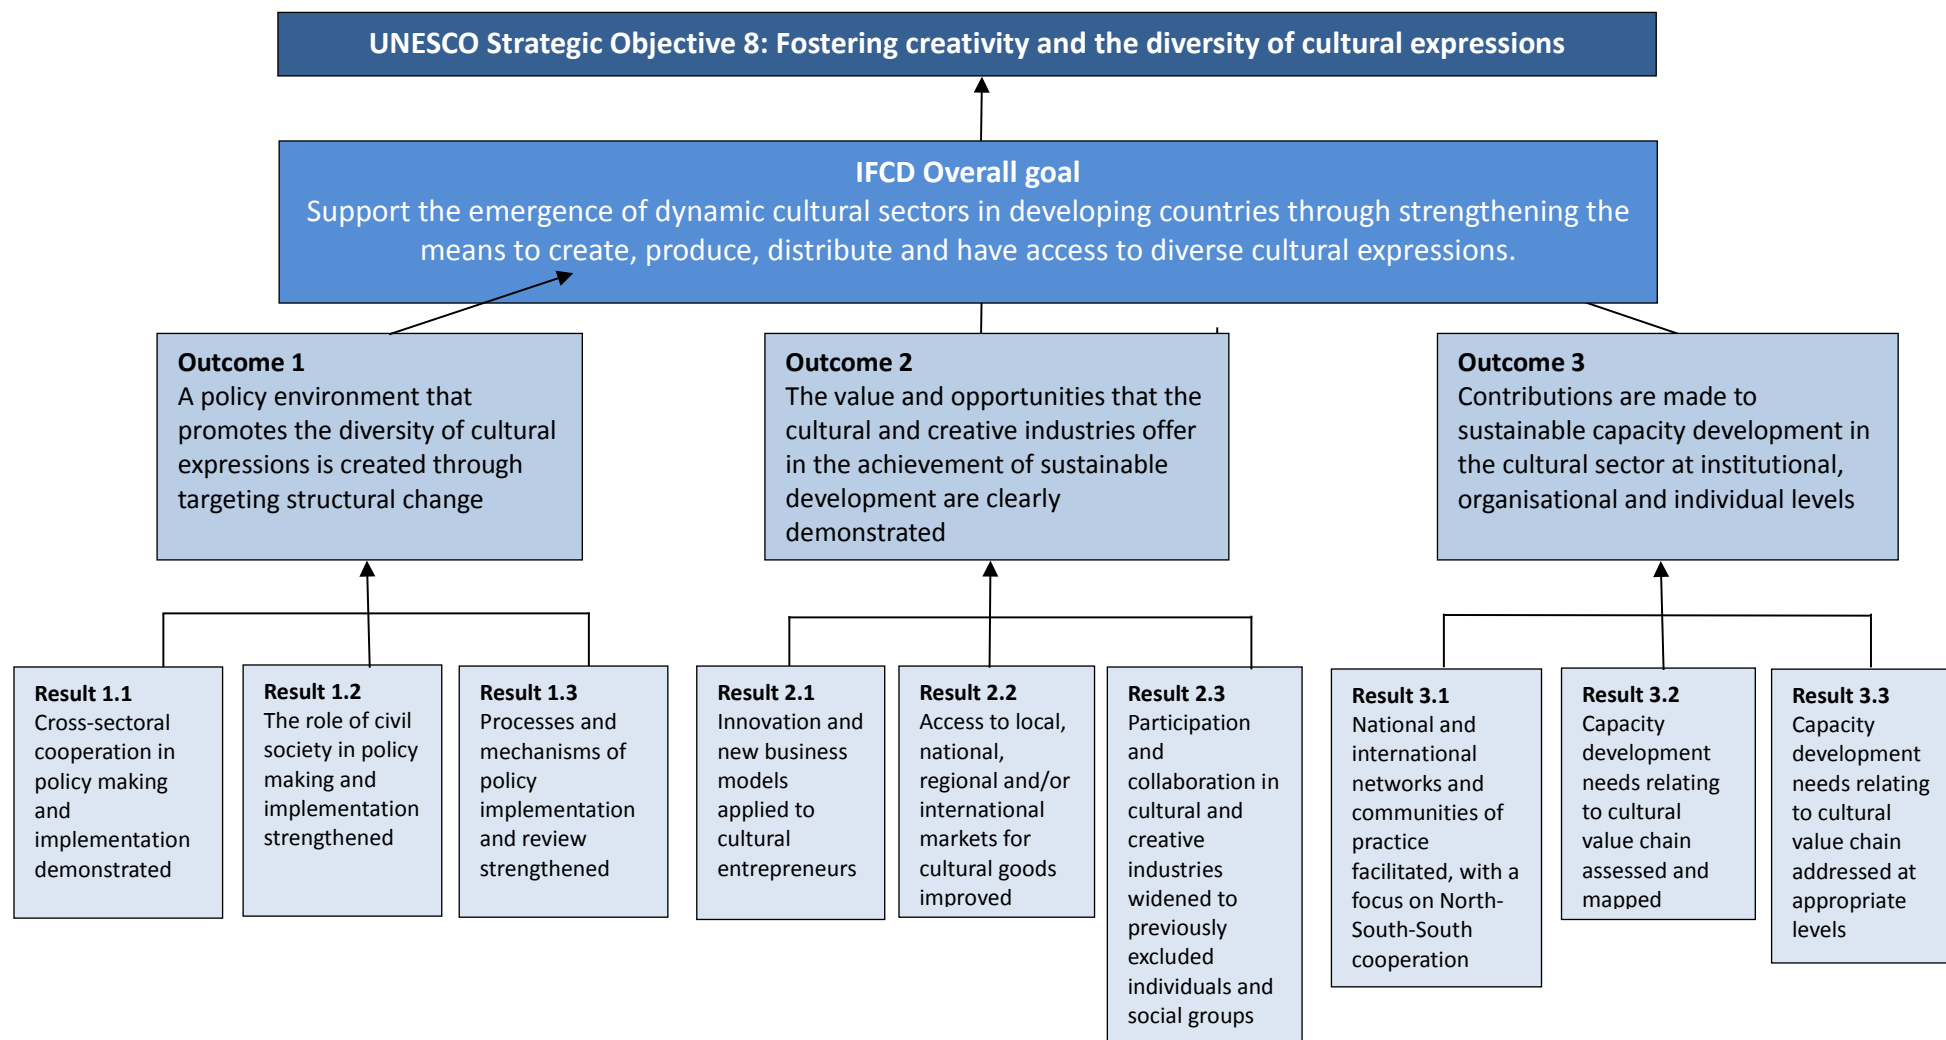 UNESCO Strategic Objective 8: Fostering creativity and the diversity of cultural expressions
IFCD Overall goal
Support the emergence of dynamic cultural sectors in developing countries through strengthening the
means to create, produce, distribute and have access to diverse cultural expressions.
Outcome 1
A policy environment that
promotes the diversity of cultural
expressions is created through
targeting structural change
Outcome 2
The value and opportunities that the
cultural and creative industries offer
in the achievement of sustainable
development are clearly
demonstrated
Outcome 3
Contributions are made to
sustainable capacity development in
the cultural sector at institutional,
organisational and individual levels
Result 1.1
Cross-sectoral
cooperation in
policy making
and
implementation
demonstrated
Result 1.2
The role of civil
society in policy
making and
implementation
strengthened
Result 1.3
Processes and
mechanisms of
policy
implementation
and review
strengthened
Result 2.1
Innovation and
new business
models
applied to
cultural
entrepreneurs
Result 2.2
Access to local,
national,
regional and/or
international
markets for
cultural goods
improved
Result 2.3
Participation
and
collaboration in
cultural and
creative
industries
widened to
previously
excluded
individuals and
social groups
Result 3.1
National and
international
networks and
communities of
practice
facilitated, with a
focus on North-
South-South
cooperation
Result 3.2
Capacity
development
needs relating
to cultural
value chain
assessed and
mapped
Result 3.3
Capacity
development
needs relating
to cultural
value chain
addressed at
appropriate
levels